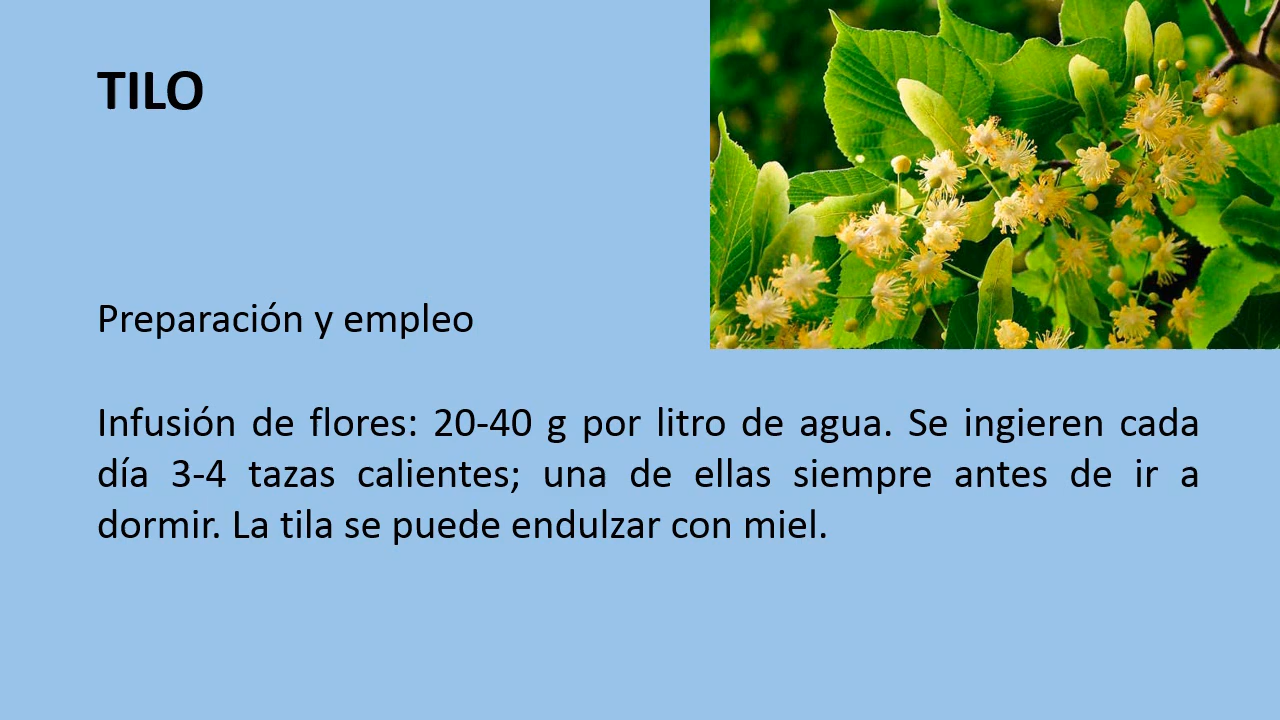 TILO
Preparación y empleo
Infusión de flores: 20-40 g por litro de agua. Se ingieren cada
día 3-4 tazas calientes; una de ellas siempre antes de ir a
dormir. La tila se puede endulzar con miel.